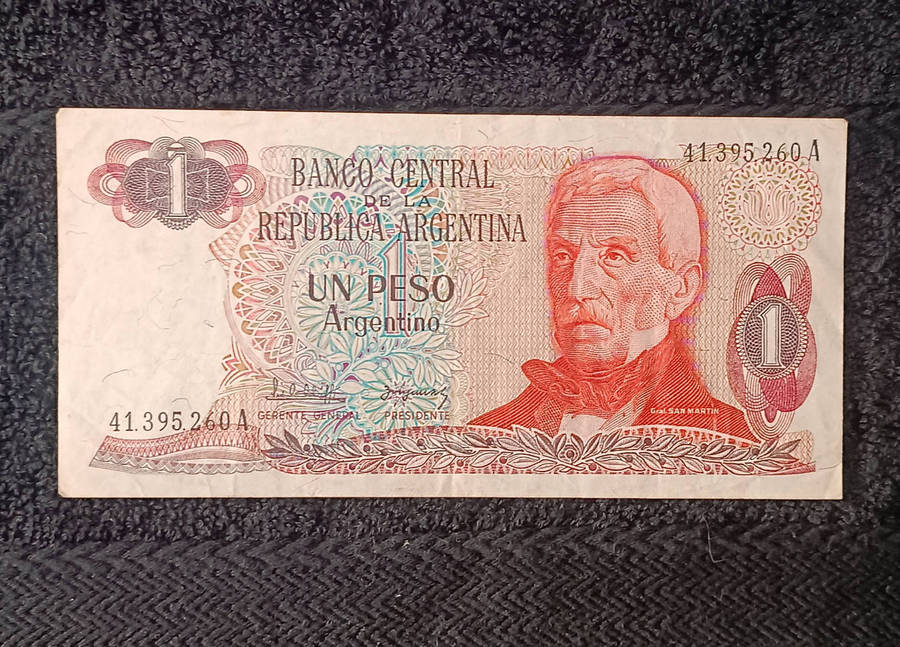 1
41.395.260 A
BANCO CENTRAL
DE LA
REPUBLICA ARGENTINA
1
UN PESO
Argentino
1
GERENTE GENERAL PRESIDENTE
Gral. SAN MARTIN
41.395.260 A